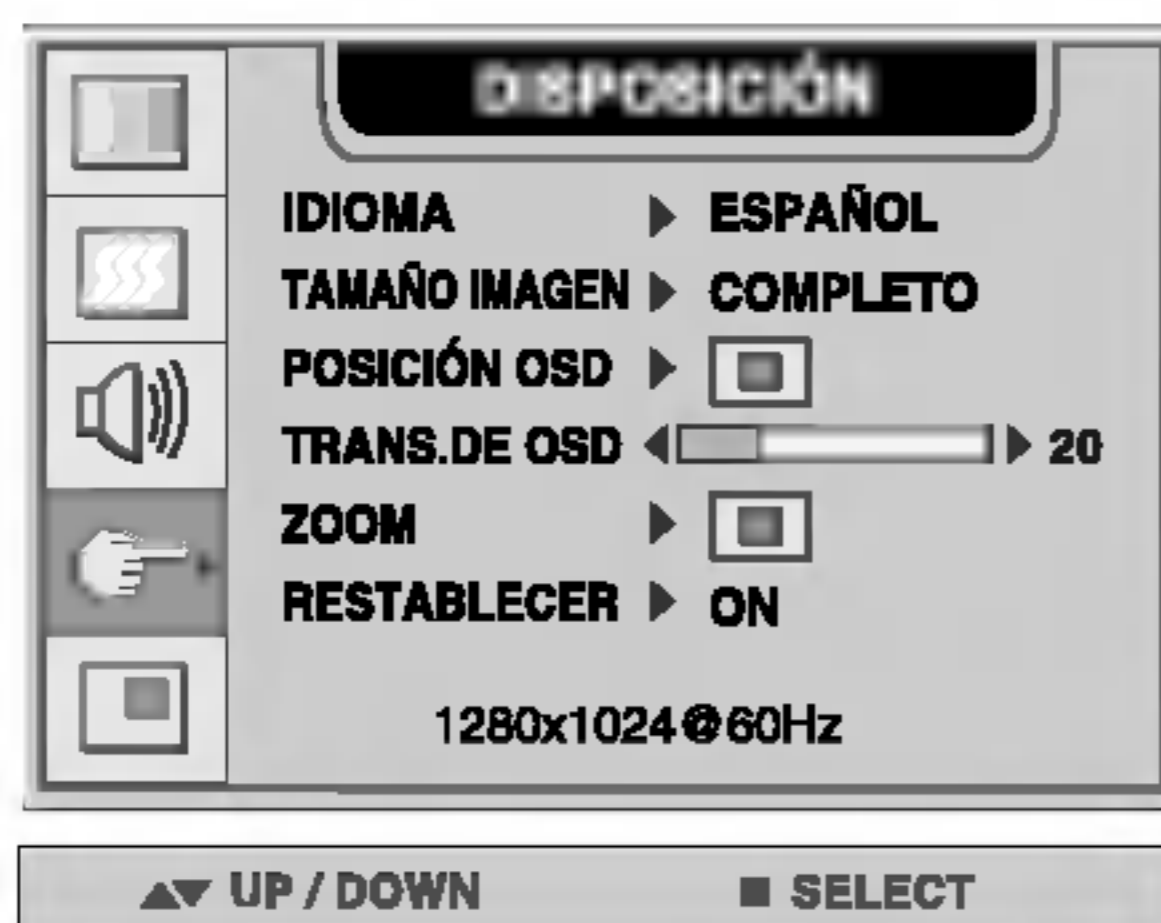 DISPOSICIÓN
IDIOMA ▶ ESPAÑOL
TAMAÑO IMAGEN ▶ COMPLETO
POSICIÓN OSD ▶
TRANS.DE OSD ◀ ▶ 20
ZOOM ▶
RESTABLECER ▶ ON
1280x1024@60Hz
▲▼ UP / DOWN ■ SELECT